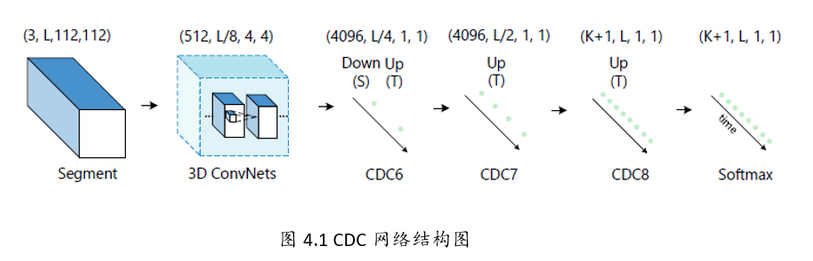 (3, L,112,112) (512, L/8, 4, 4) (4096, L/4, 1, 1) (4096, L/2, 1, 1) (K+1, L, 1, 1) (K+1, L, 1, 1)
Down Up Up Up
(S) (T) (T) (T)
time
Segment 3D ConvNets CDC6 CDC7 CDC8 Softmax
图 4.1 CDC 网络结构图